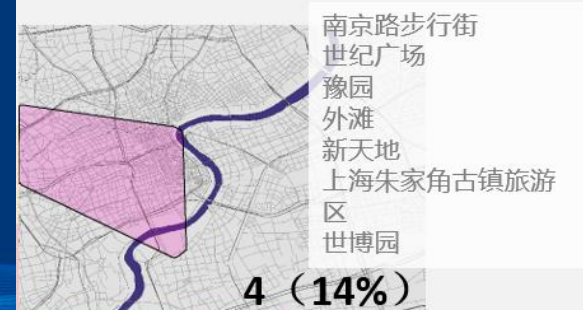 南京路步行街
世纪广场
豫园
外滩
新天地
上海朱家角古镇旅游
区
世博园
4（14%）